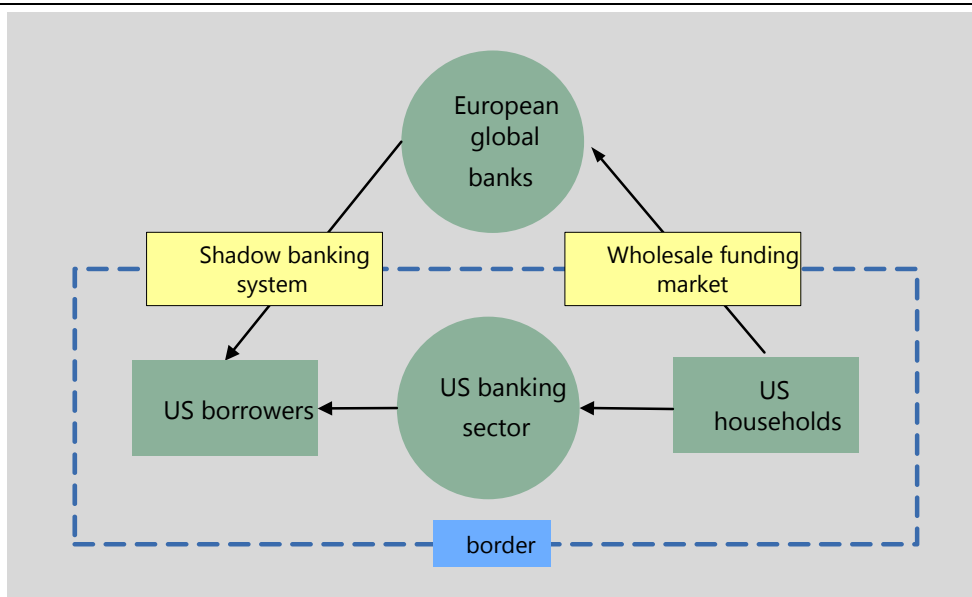 European
global
banks
Shadow banking
system
Wholesale funding
market
US borrowers
US banking
sector
US
households
border